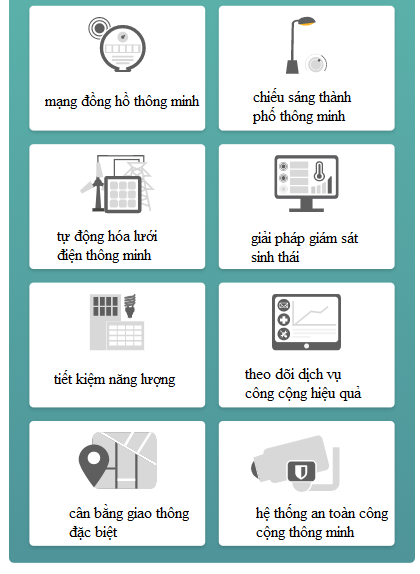 mạng đồng hồ thông minh
chiếu sáng thành
phố thông minh
tự động hóa lưới
điện thông minh
giải pháp giám sát
sinh thái
tiết kiệm năng lượng
theo dõi dịch vụ
công cộng hiệu quả
cân bằng giao thông
đặc biệt
hệ thống an toàn công
cộng thông minh